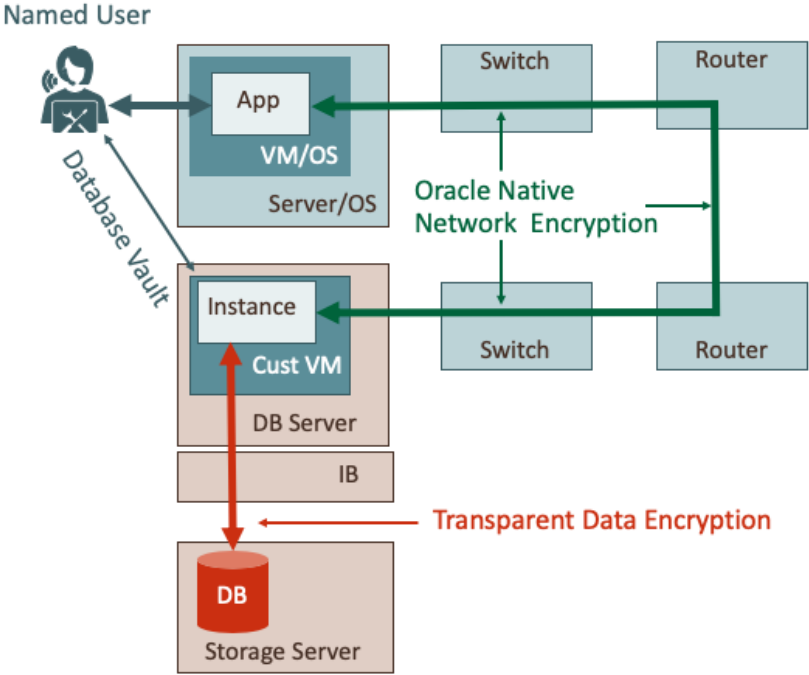 Named User
App
VM/OS
Server/OS
Switch
Router
Oracle Native
Network Encryption
Database Vault
Instance
Cust VM
DB Server
Switch
Router
IB
Transparent Data Encryption
DB
Storage Server